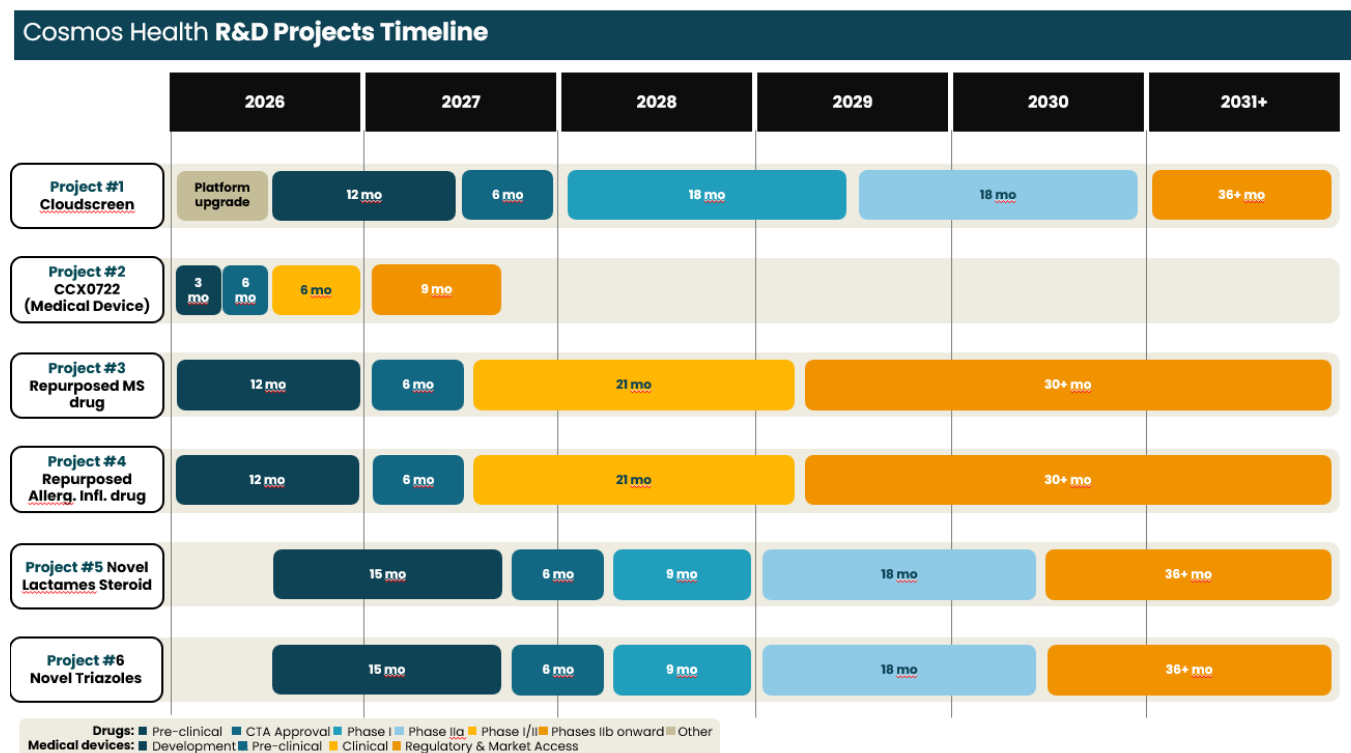 Cosmos Health R&D Projects Timeline
2026
2027
2028
2029
2030
2031+
Project #1
Cloudscreen
Platform
upgrade
12 mo
6 mo
18 mo
18 mo
36+ mo
Project #2
CCX0722
(Medical Device)
3
mo
6
mo
6 mo
9 mo
Project #3
Repurposed MS
drug
12 mo
6 mo
21 mo
30+ mo
Project #4
Repurposed
Allerg. Infl. drug
12 mo
6 mo
21 mo
30+ mo
Project #5 Novel
Lactames Steroid
15 mo
6 mo
9 mo
18 mo
36+ mo
Project #6
Novel Triazoles
15 mo
6 mo
9 mo
18 mo
36+ mo
Drugs: Pre-clinical CTA Approval Phase I Phase IIa Phase I/II Phases IIb onward Other
Medical devices: Development Pre-clinical Clinical Regulatory & Market Access